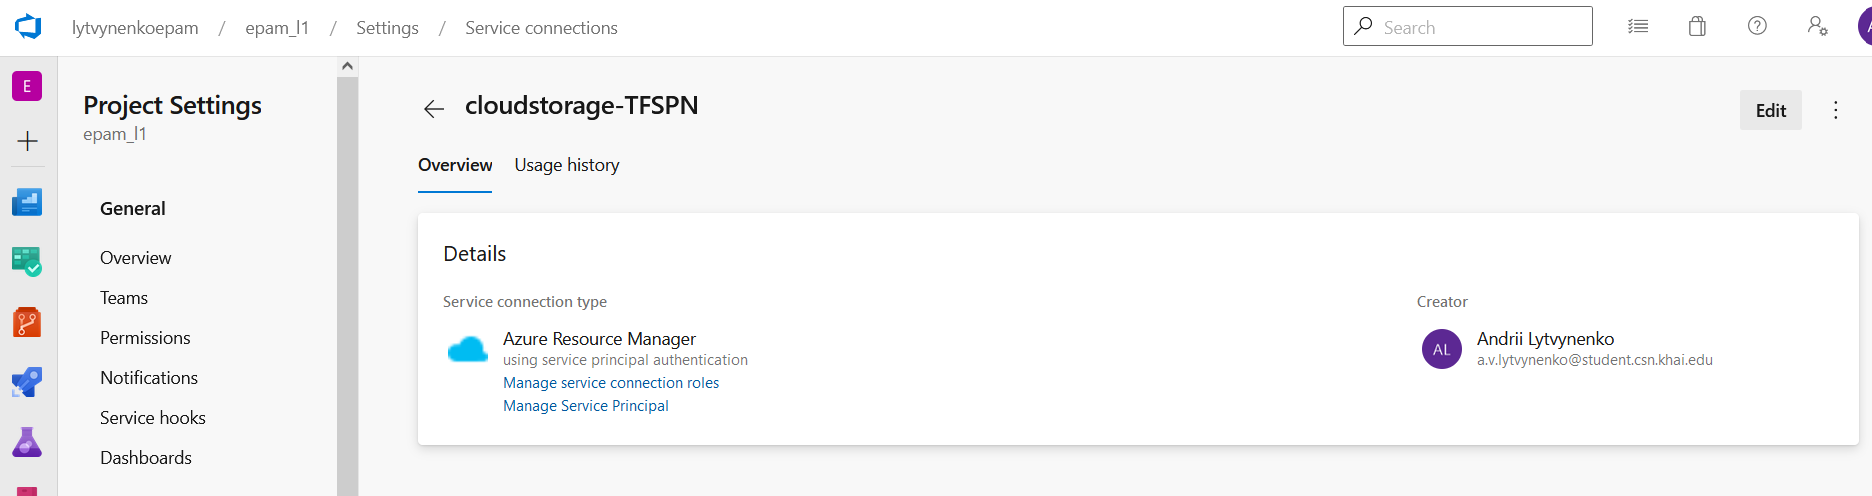 lytvynenkoepam / epam_l1 / Settings / Service connections
Search
A
E
Project Settings
epam_l1
General
Overview
Teams
Permissions
Notifications
Service hooks
Dashboards
cloudstorage-TFSPN
Edit
Overview Usage history
Details
Service connection type
Azure Resource Manager
using service principal authentication
Manage service connection roles
Manage Service Principal
Creator
AL
Andrii Lytvynenko
a.v.lytvynenko@student.csn.khai.edu